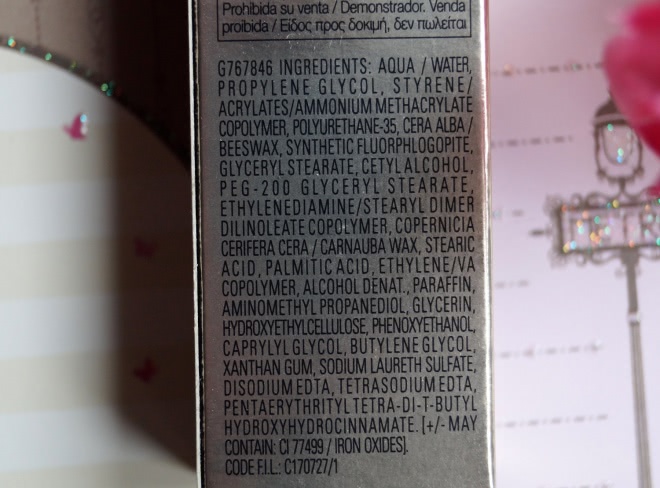 Prohibida su venta / Demonstrador. Venda
proibida / Είδος προς δοκιμή, δεν πωλείται
G767846 INGREDIENTS: AQUA / WATER,
PROPYLENE GLYCOL, STYRENE/
ACRYLATES/AMMONIUM METHACRYLATE
COPOLYMER, POLYURETHANE-35, CERA ALBA /
BEESWAX, SYNTHETIC FLUORPHLOGOPITE,
GLYCERYL STEARATE, CETYL ALCOHOL,
PEG-200 GLYCERYL STEARATE,
ETHYLENEDIAMINE/STEARYL DIMER
DILINOLEATE COPOLYMER, COPERNICIA
CERIFERA CERA / CARNAUBA WAX, STEARIC
ACID, PALMITIC ACID, ETHYLENE/VA
COPOLYMER, ALCOHOL DENAT., PARAFFIN,
AMINOMETHYL PROPANEDIOL, GLYCERIN,
HYDROXYETHYLCELLULOSE, PHENOXYETHANOL,
CAPRYLYL GLYCOL, BUTYLENE GLYCOL,
XANTHAN GUM, SODIUM LAURETH SULFATE,
DISODIUM EDTA, TETRASODIUM EDTA,
PENTAERYTHRITYL TETRA-DI-T-BUTYL
HYDROXYHYDROCINNAMATE. [+/- MAY
CONTAIN: CI 77499 / IRON OXIDES].
CODE F.I.L.: C170727/1